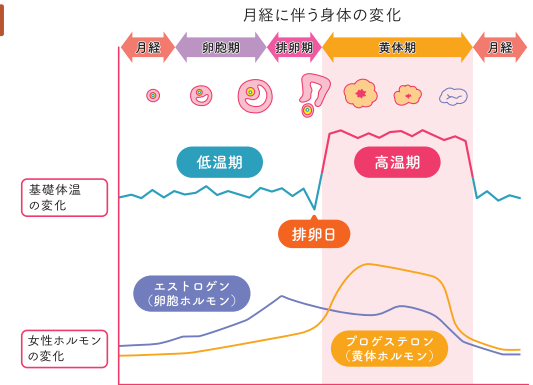 月経に伴う身体の変化
月経
卵胞期
排卵期
黄体期
月経
低温期
高温期
基礎体温
の変化
排卵日
エストロゲン
（卵胞ホルモン）
女性ホルモン
の変化
プロゲステロン
（黄体ホルモン）